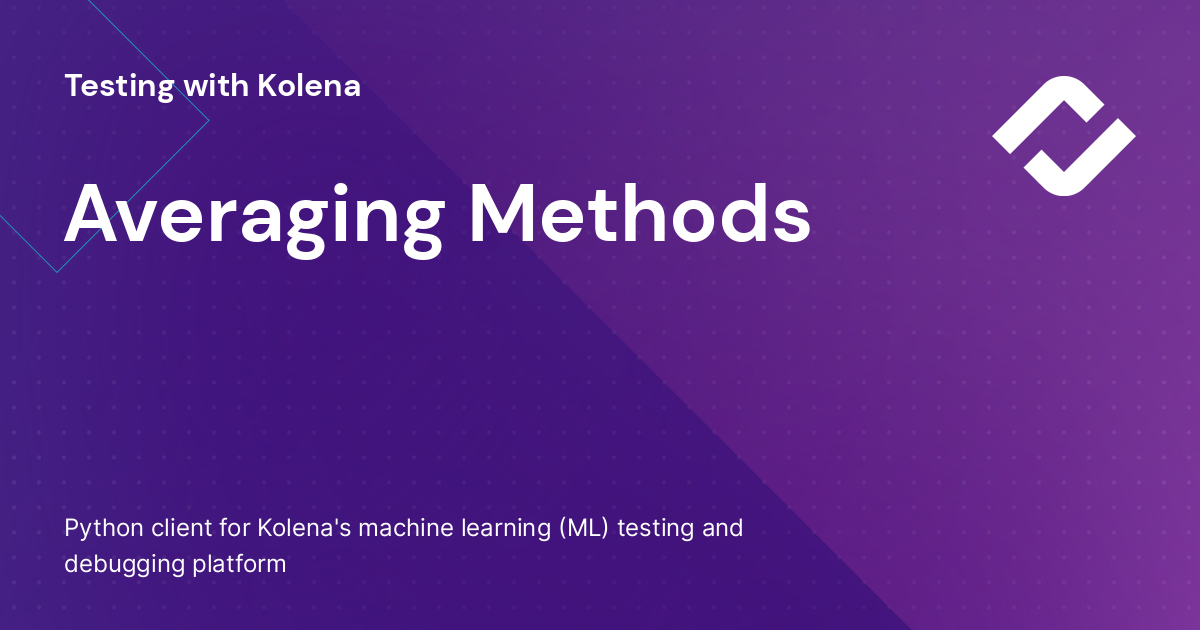 Testing with Kolena
Averaging Methods
Python client for Kolena's machine learning (ML) testing and
debugging platform